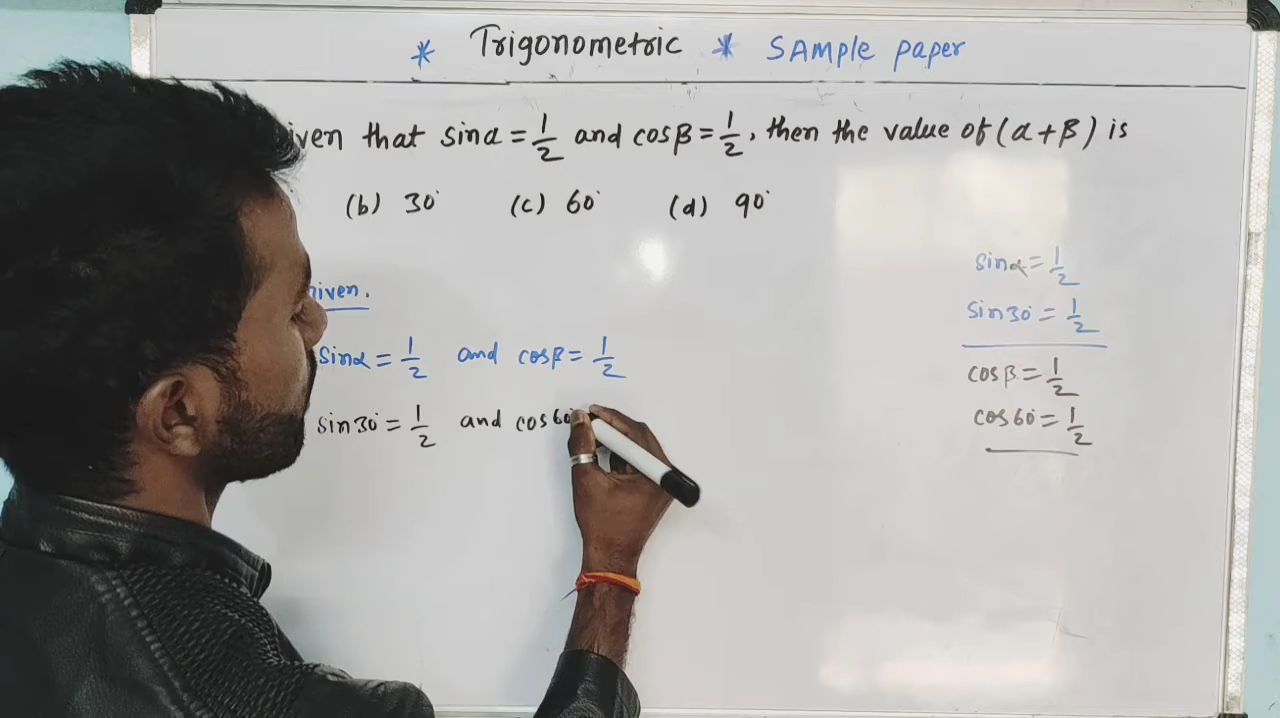 * Trigonometric * SAMPLE paper
that sinα = 1/2 and cosβ = 1/2, then the value of (α+β) is
(b) 30° (c) 60° (d) 90°
sinα = 1/2 and cosβ = 1/2
sin30° = 1/2 and cos60°
sinα = 1/2
sin30° = 1/2
cosβ = 1/2
cos60° = 1/2